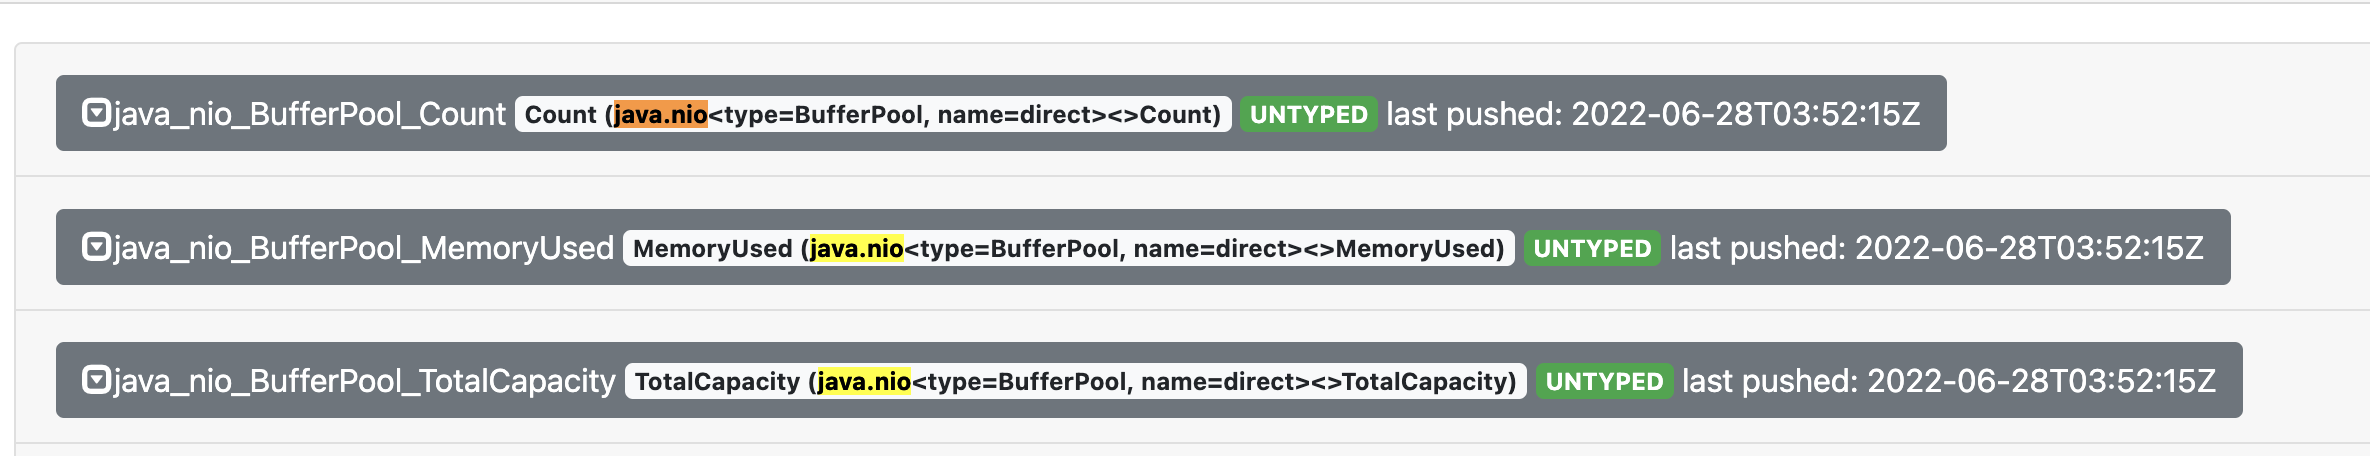 java_nio_BufferPool_Count Count (java.nio<type=BufferPool, name=direct><>Count) UNTYPED last pushed: 2022-06-28T03:52:15Z
java_nio_BufferPool_MemoryUsed MemoryUsed (java.nio<type=BufferPool, name=direct><>MemoryUsed) UNTYPED last pushed: 2022-06-28T03:52:15Z
java_nio_BufferPool_TotalCapacity TotalCapacity (java.nio<type=BufferPool, name=direct><>TotalCapacity) UNTYPED last pushed: 2022-06-28T03:52:15Z